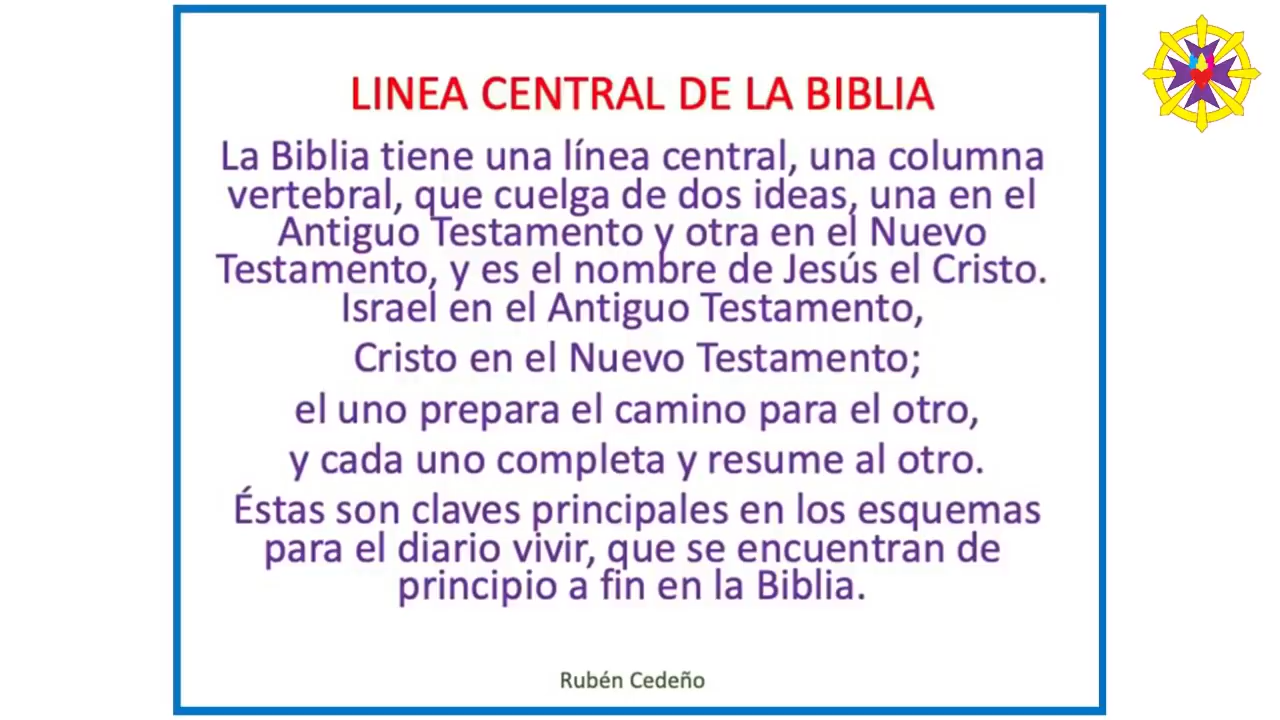 LINEA CENTRAL DE LA BIBLIA
La Biblia tiene una línea central, una columna
vertebral, que cuelga de dos ideas, una en el
Antiguo Testamento y otra en el Nuevo
Testamento, y es el nombre de Jesús el Cristo.
Israel en el Antiguo Testamento,
Cristo en el Nuevo Testamento;
el uno prepara el camino para el otro,
y cada uno completa y resume al otro.
Éstas son claves principales en los esquemas
para el diario vivir, que se encuentran de
principio a fin en la Biblia.
Rubén Cedeño